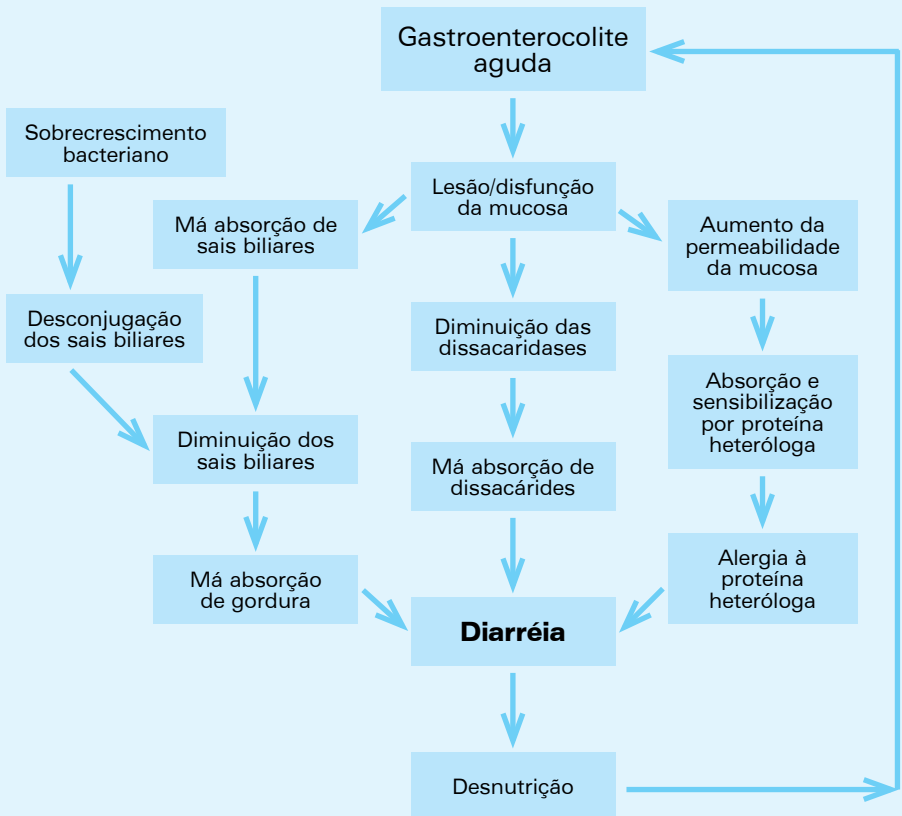 Gastroenterocolite
aguda
Sobrecrescimento
bacteriano
Lesão/disfunção
da mucosa
Má absorção de
sais biliares
Aumento da
permeabilidade
da mucosa
Desconjugação
dos sais biliares
Diminuição das
dissacaridases
Absorção e
sensibilização
por proteína
heteróloga
Diminuição dos
sais biliares
Má absorção de
dissacárides
Má absorção
de gordura
Alergia à
proteína
heteróloga
Diarréia
Desnutrição